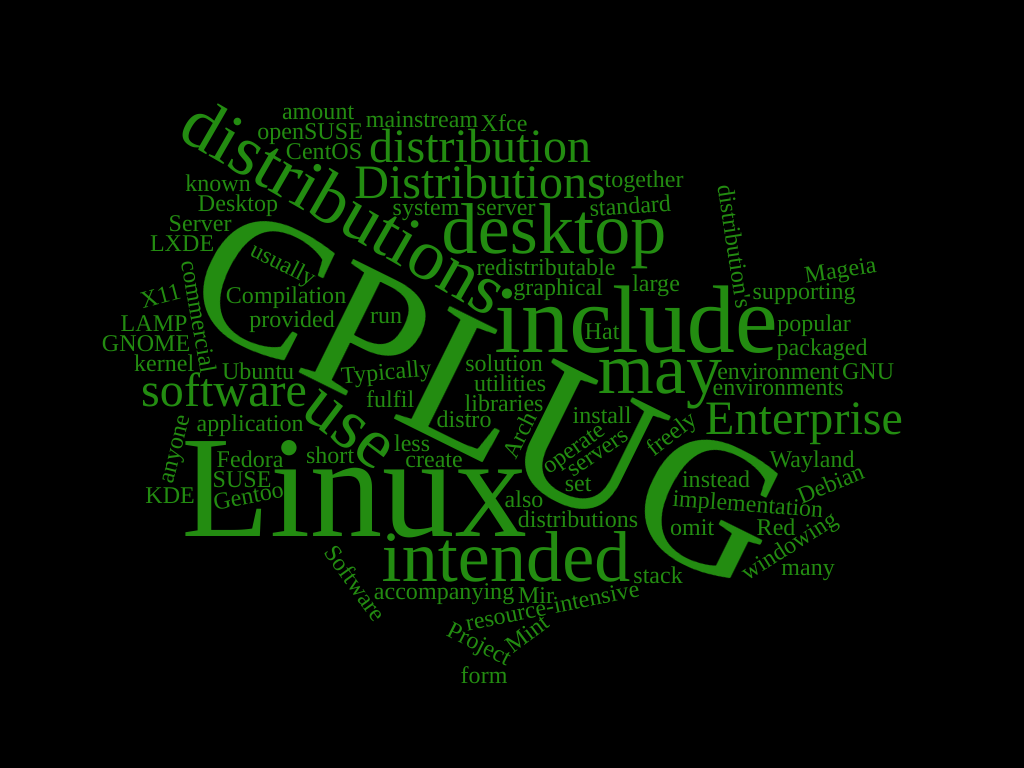 amount
mainstream
Xfce
openSUSE
CentOS
distribution
distributions
known
Distributions
together
Desktop
system
server
standard
Server
desktop
LXDE
usually
redistributable
distribution's
Mageia
X11
commercial
Compilation
graphical
large
supporting
CPLUG
include
LAMP
provided
run
Hat
popular
GNOME
packaged
kernel
Ubuntu
Typically
solution
may
environment
GNU
software
fulfil
utilities
environments
use
libraries
application
distro
Arch
install
Enterprise
anyone
less
operate
servers
freely
Fedora
short
create
Wayland
SUSE
Linux
set
instead
Debian
KDE
Gentoo
also
implementation
distributions
omit
Red
windowing
Software
intended
stack
many
accompanying
Mir
resource-intensive
Project
Mint
form